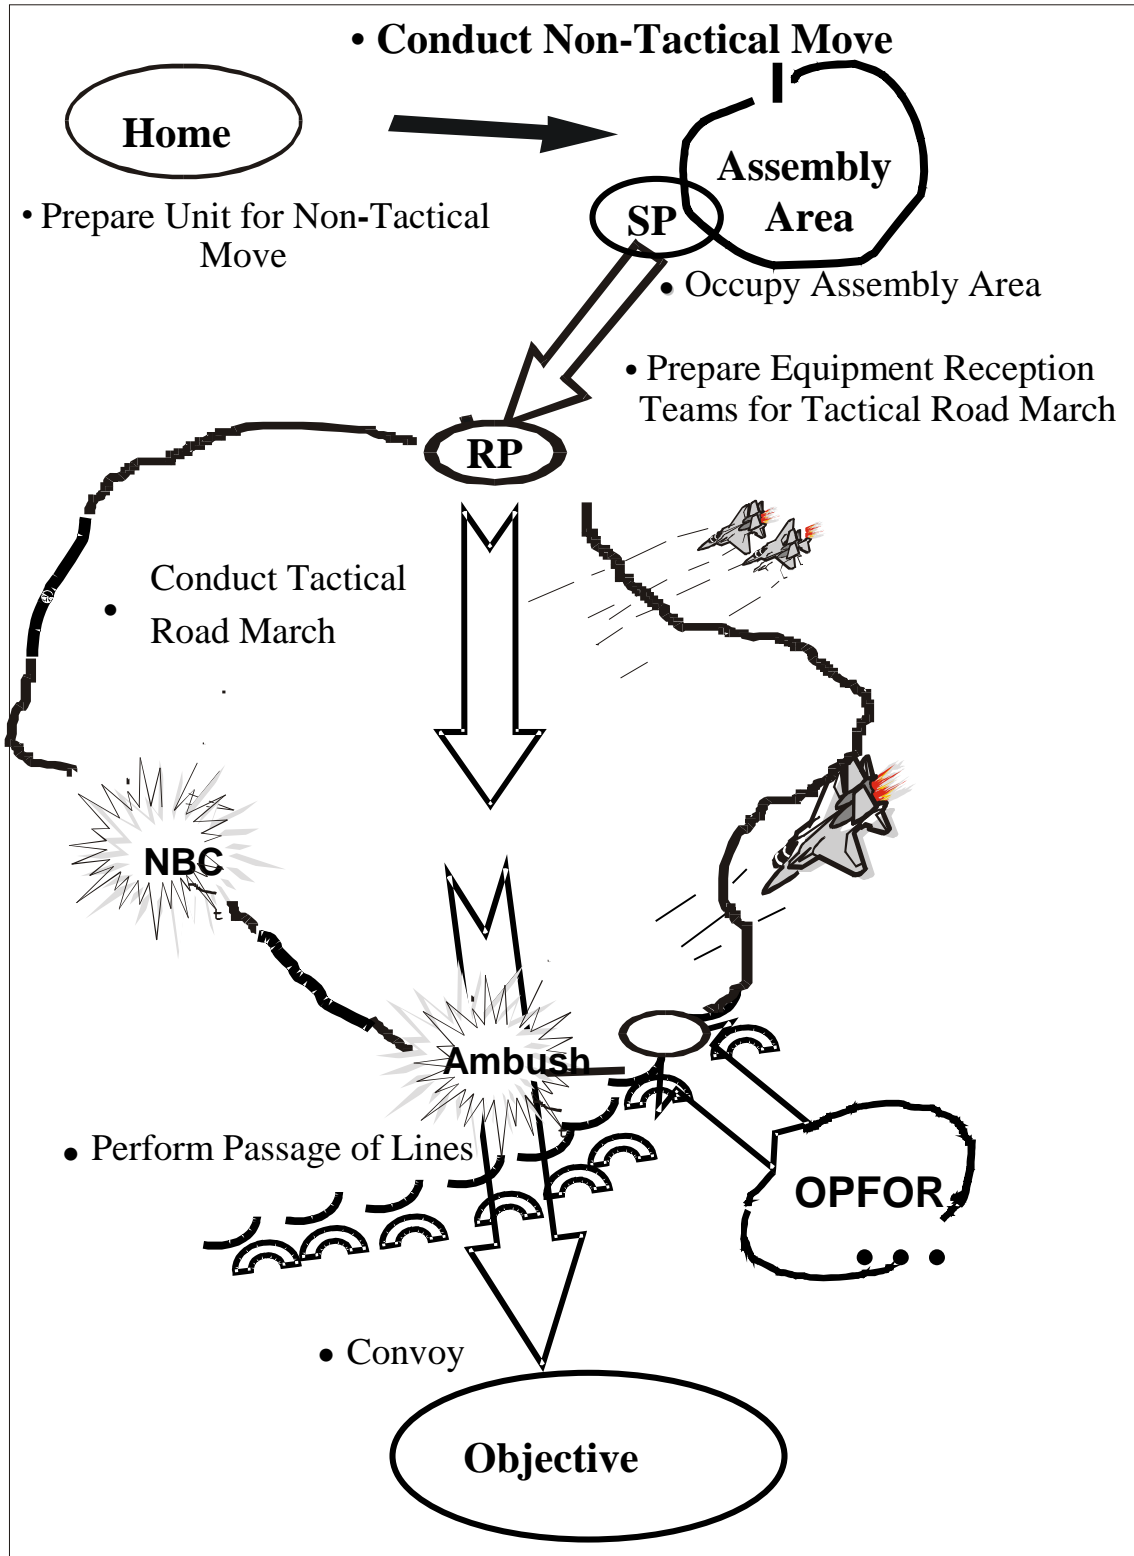 • Conduct Non-Tactical Move
Home
Assembly
Area
SP
• Prepare Unit for Non-Tactical
Move
• Occupy Assembly Area
• Prepare Equipment Reception
Teams for Tactical Road March
RP
• Conduct Tactical
Road March
NBC
t
Ambush
• Perform Passage of Lines
OPFOR
• • •
• Convoy
Objective